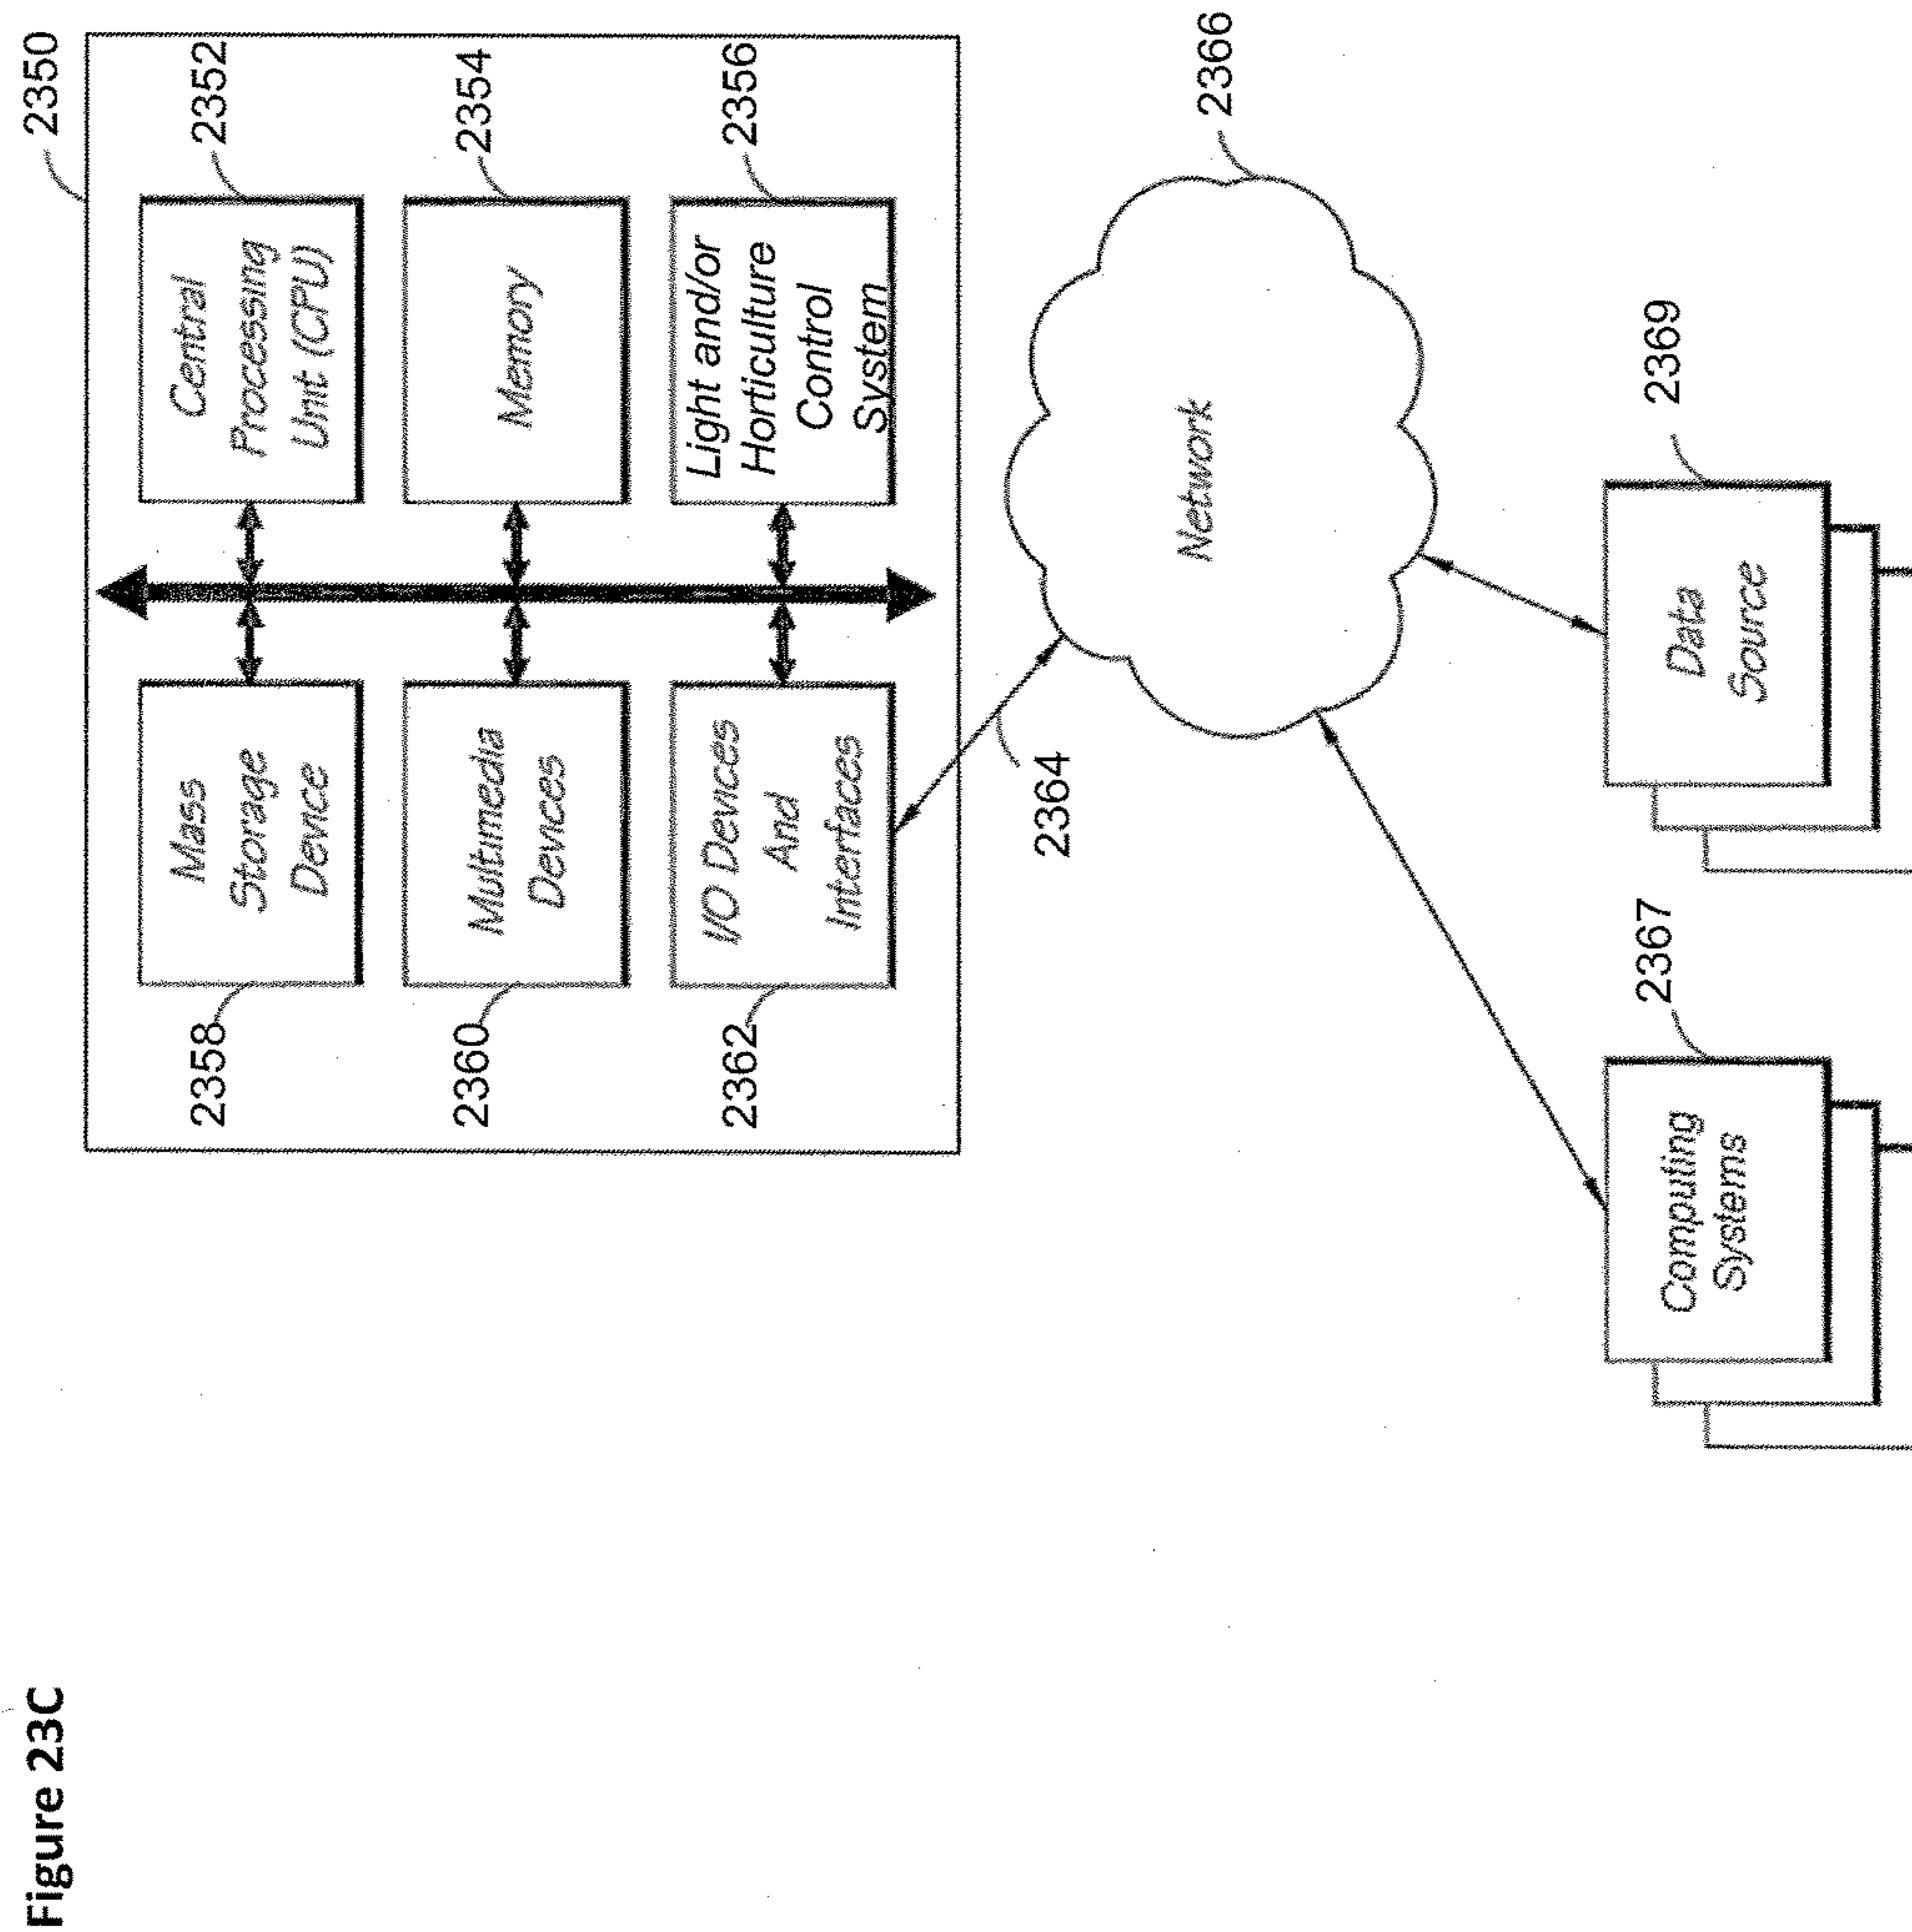 Figure 23C
2350
Mass
Storage
Device
2358
Central
Processing
Unit (CPU)
2352
Multimedia
Devices
2360
Memory
2354
I/O Devices
And
Interfaces
2362
Light and/or
Horticulture
Control
System
2356
2364
Network
2366
Computing
Systems
2367
Data
Source
2369